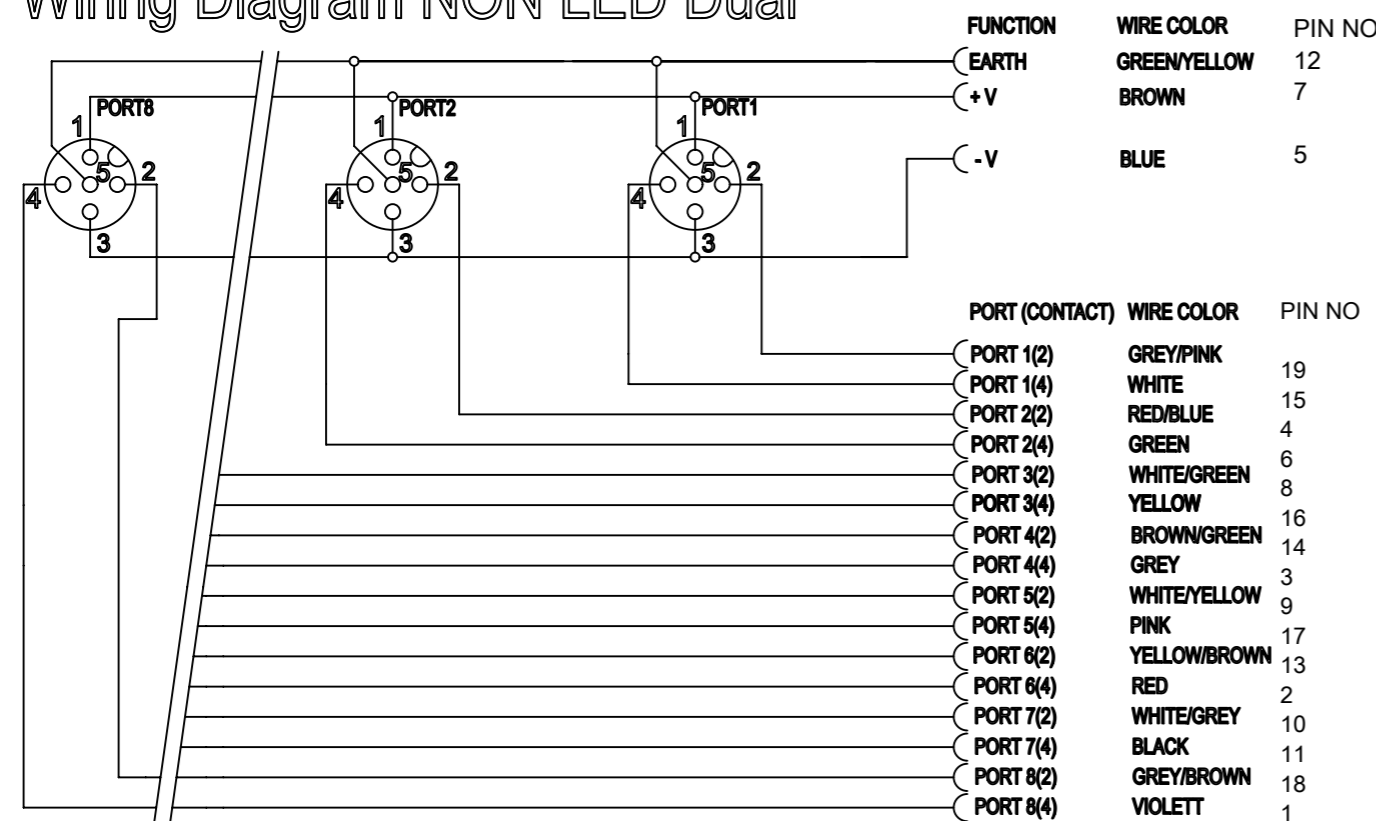 Wiring Diagram NON LED Dual
FUNCTION WIRE COLOR PIN NO
EARTH GREEN/YELLOW 12
+ V BROWN 7
- V BLUE 5
PORT8 PORT2 PORT1
1 1 1
5 2 5 2 5 2
4 4 4
3 3 3
PORT (CONTACT) WIRE COLOR PIN NO
PORT 1(2) GREY/PINK 19
PORT 1(4) WHITE 15
PORT 2(2) RED/BLUE 4
PORT 2(4) GREEN 6
PORT 3(2) WHITE/GREEN 8
PORT 3(4) YELLOW 16
PORT 4(2) BROWN/GREEN 14
PORT 4(4) GREY 3
PORT 5(2) WHITE/YELLOW 9
PORT 5(4) PINK 17
PORT 6(2) YELLOW/BROWN 13
PORT 6(4) RED 2
PORT 7(2) WHITE/GREY 10
PORT 7(4) BLACK 11
PORT 8(2) GREY/BROWN 18
PORT 8(4) VIOLETT 1